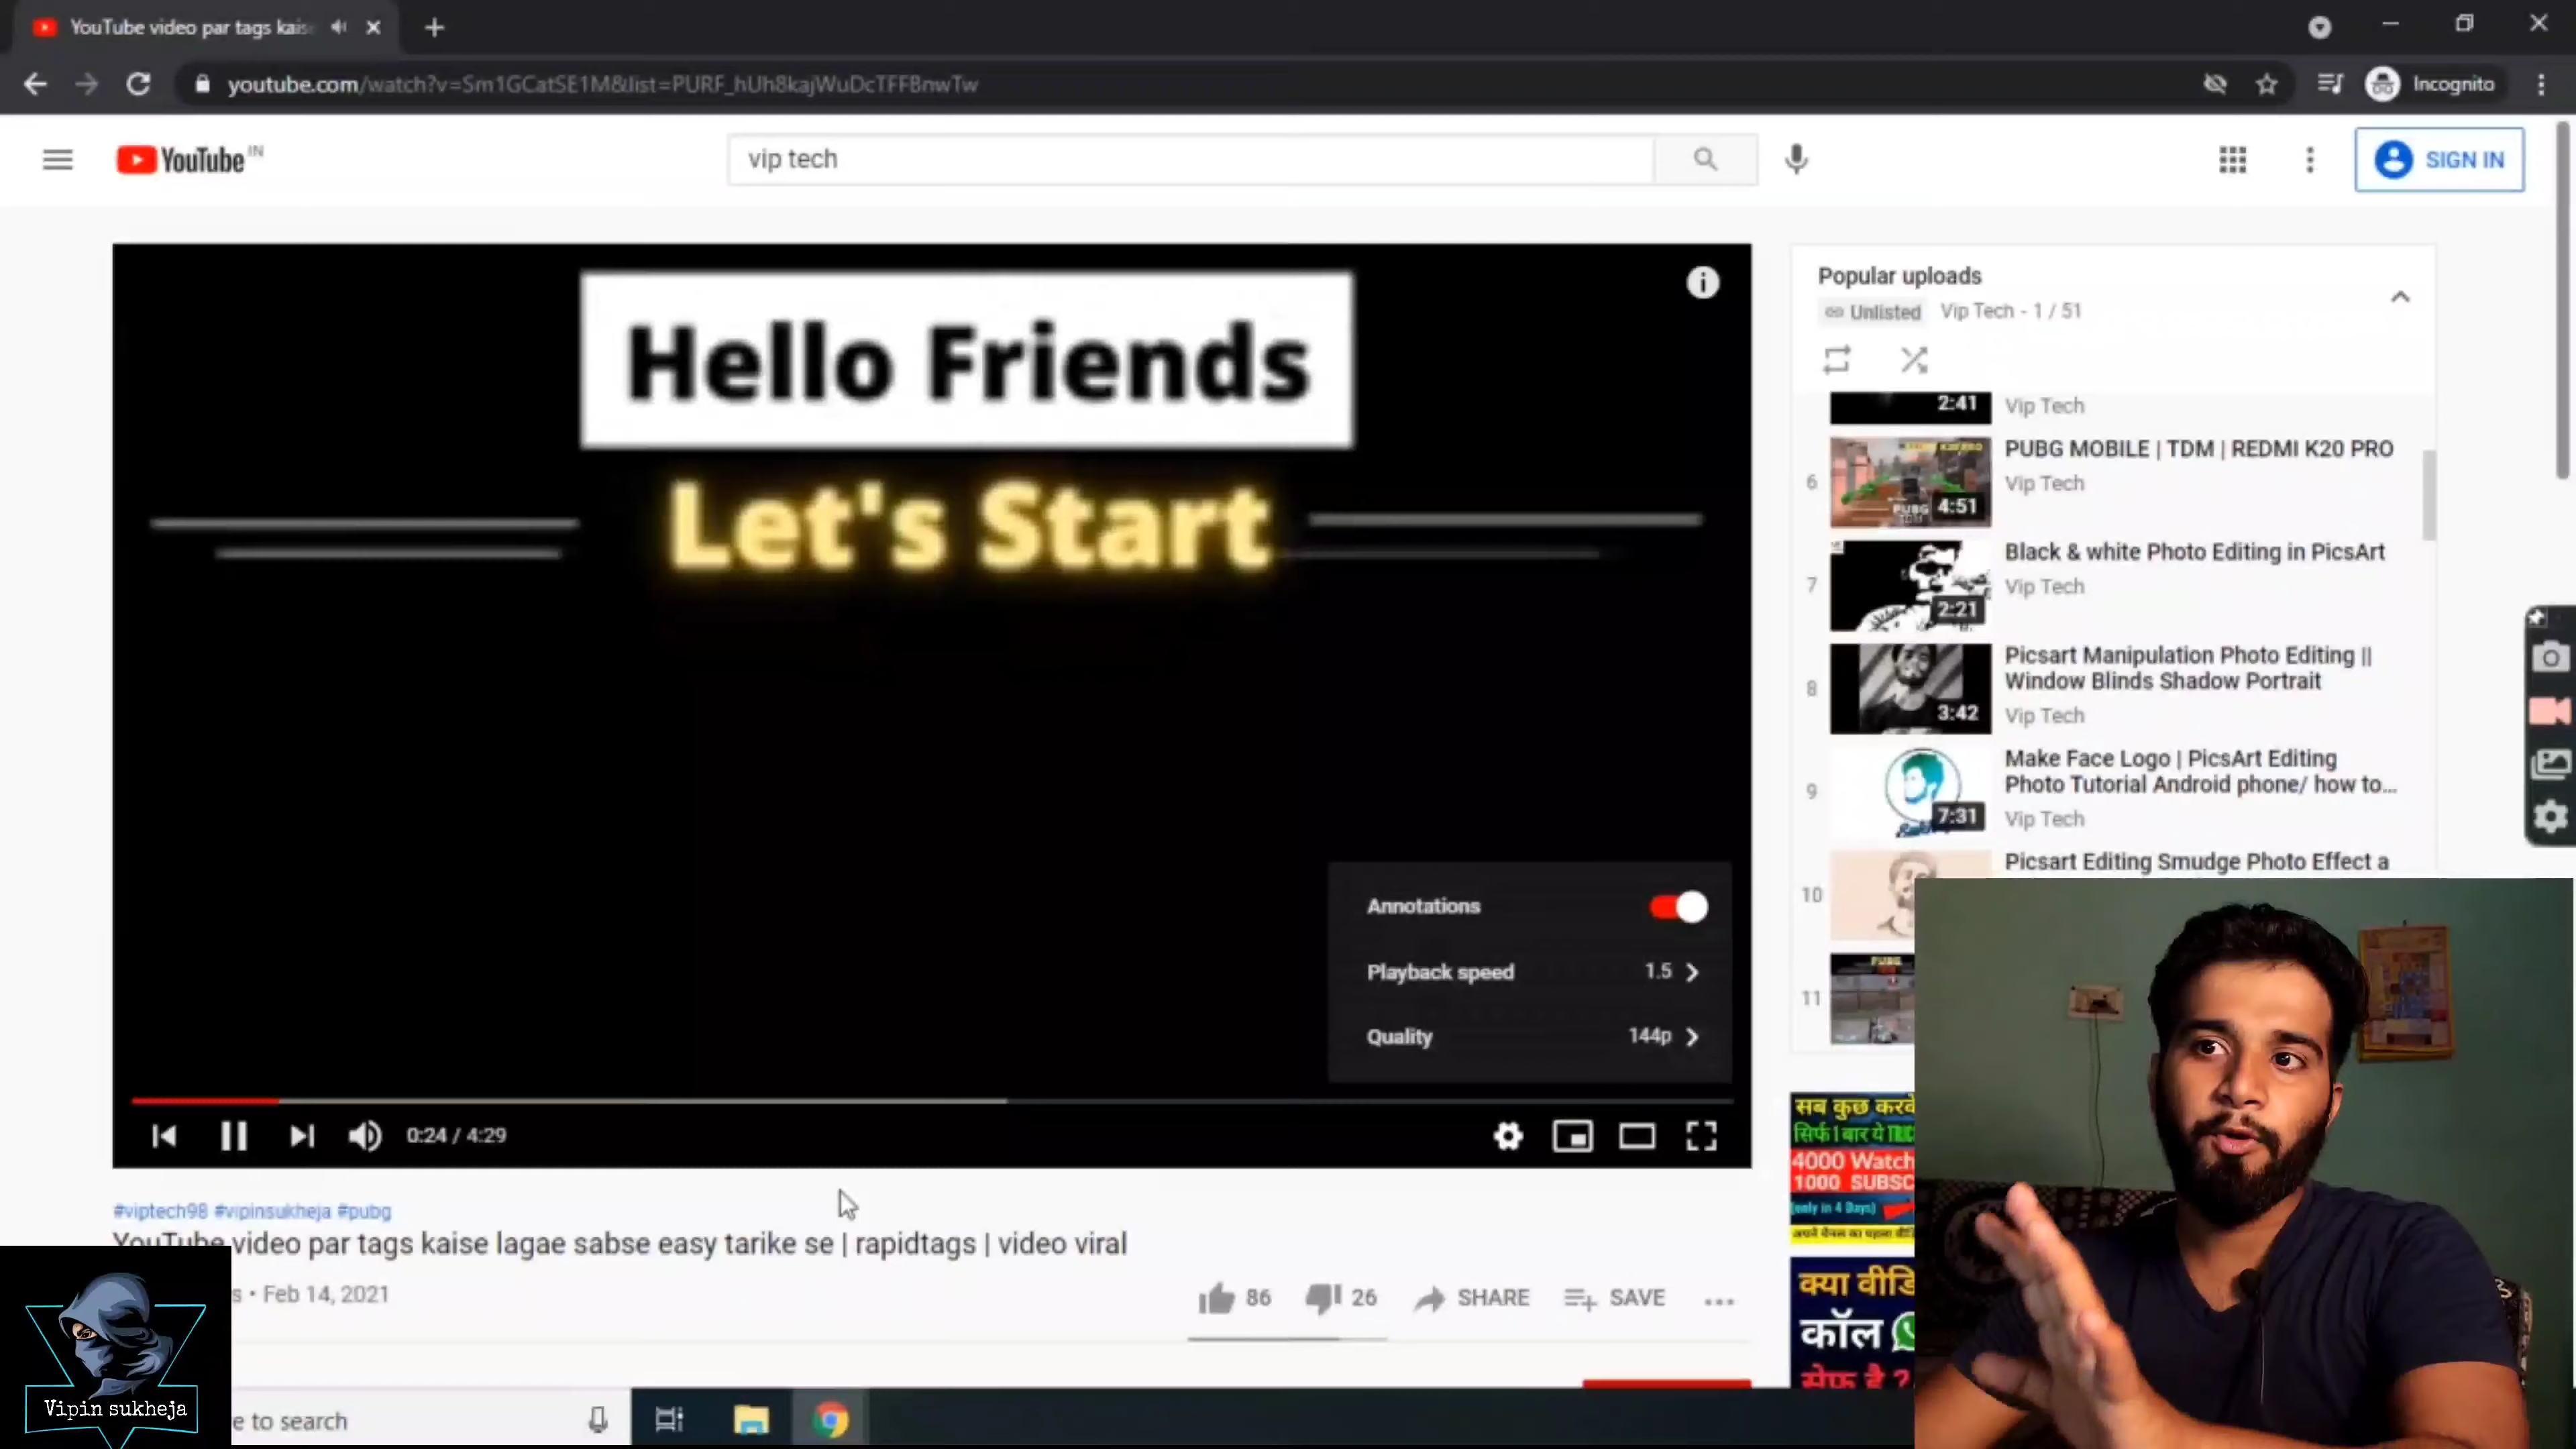 YouTube video par tags kais
youtube.com/watch?v=Sm1GCatSE1M&list=PURF_hUh8kajWuDcTFFBnwTw
Incognito
YouTube IN
vip tech
SIGN IN
Hello Friends
Let's Start
Annotations
Playback speed 1.5
Quality 144p
0:24 / 4:29
#viptech98 #vipinsukheja #pubg
YouTube video par tags kaise lagae sabse easy tarike se | rapidtags | video viral
s • Feb 14, 2021
86 26 SHARE SAVE
Popular uploads
Unlisted Vip Tech - 1 / 51
2:41 Vip Tech
6 PUBG MOBILE | TDM | REDMI K20 PRO
4:51 Vip Tech
7 Black & white Photo Editing in PicsArt
2:21 Vip Tech
8 Picsart Manipulation Photo Editing ||
Window Blinds Shadow Portrait
3:42 Vip Tech
9 Make Face Logo | PicsArt Editing
Photo Tutorial Android phone/ how to...
7:31 Vip Tech
10 Picsart Editing Smudge Photo Effect a
11 PUBG
सब कुछ करके
सिर्फ 1 बार ये
4000 Watch
1000 SUBSC
(only in 4 Days)
क्या वीडि
कॉल
सेफ है ?
Vipin sukheja
e to search